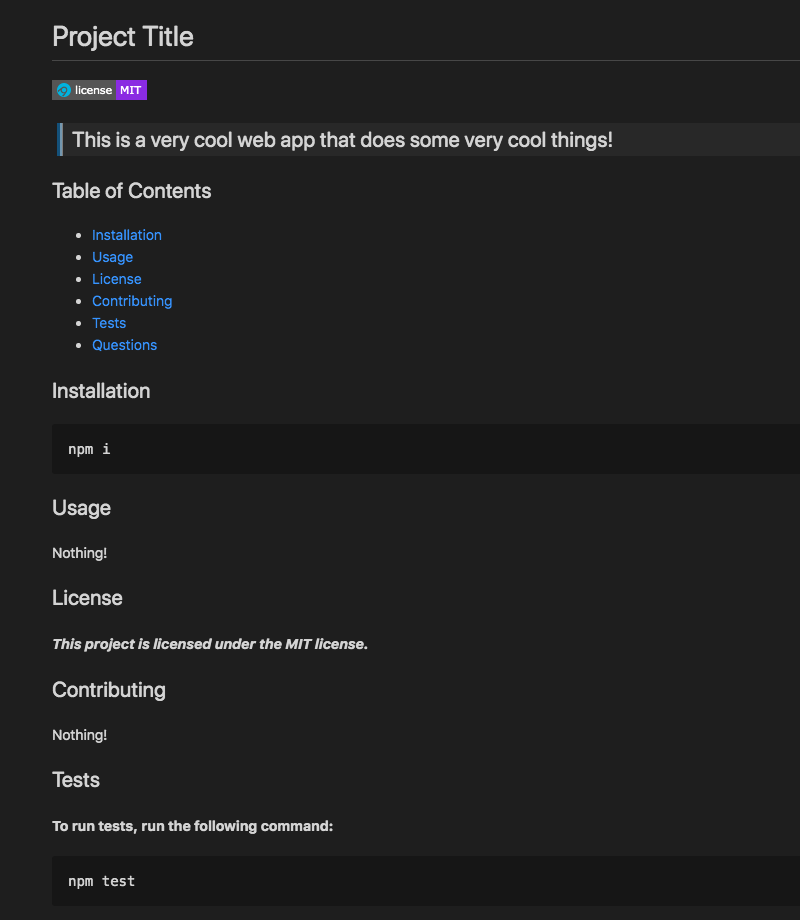 Project Title
license MIT
This is a very cool web app that does some very cool things!
Table of Contents
Installation
Usage
License
Contributing
Tests
Questions
Installation
npm i
Usage
Nothing!
License
This project is licensed under the MIT license.
Contributing
Nothing!
Tests
To run tests, run the following command:
npm test